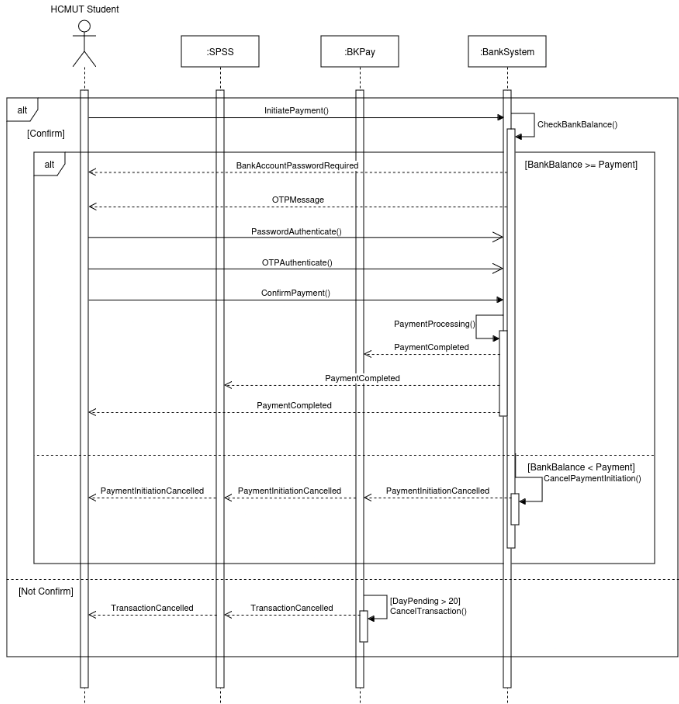 HCMUT Student
:SPSS
:BKPay
:BankSystem
alt
InitiatePayment()
CheckBankBalance()
[Confirm]
alt
[BankBalance >= Payment]
BankAccountPasswordRequired
OTPMessage
PasswordAuthenticate()
OTPAuthenticate()
ConfirmPayment()
PaymentProcessing()
PaymentCompleted
PaymentCompleted
PaymentCompleted
[BankBalance < Payment]
CancelPaymentInitiation()
PaymentInitiationCancelled
PaymentInitiationCancelled
PaymentInitiationCancelled
[Not Confirm]
[DayPending > 20]
CancelTransaction()
TransactionCancelled
TransactionCancelled